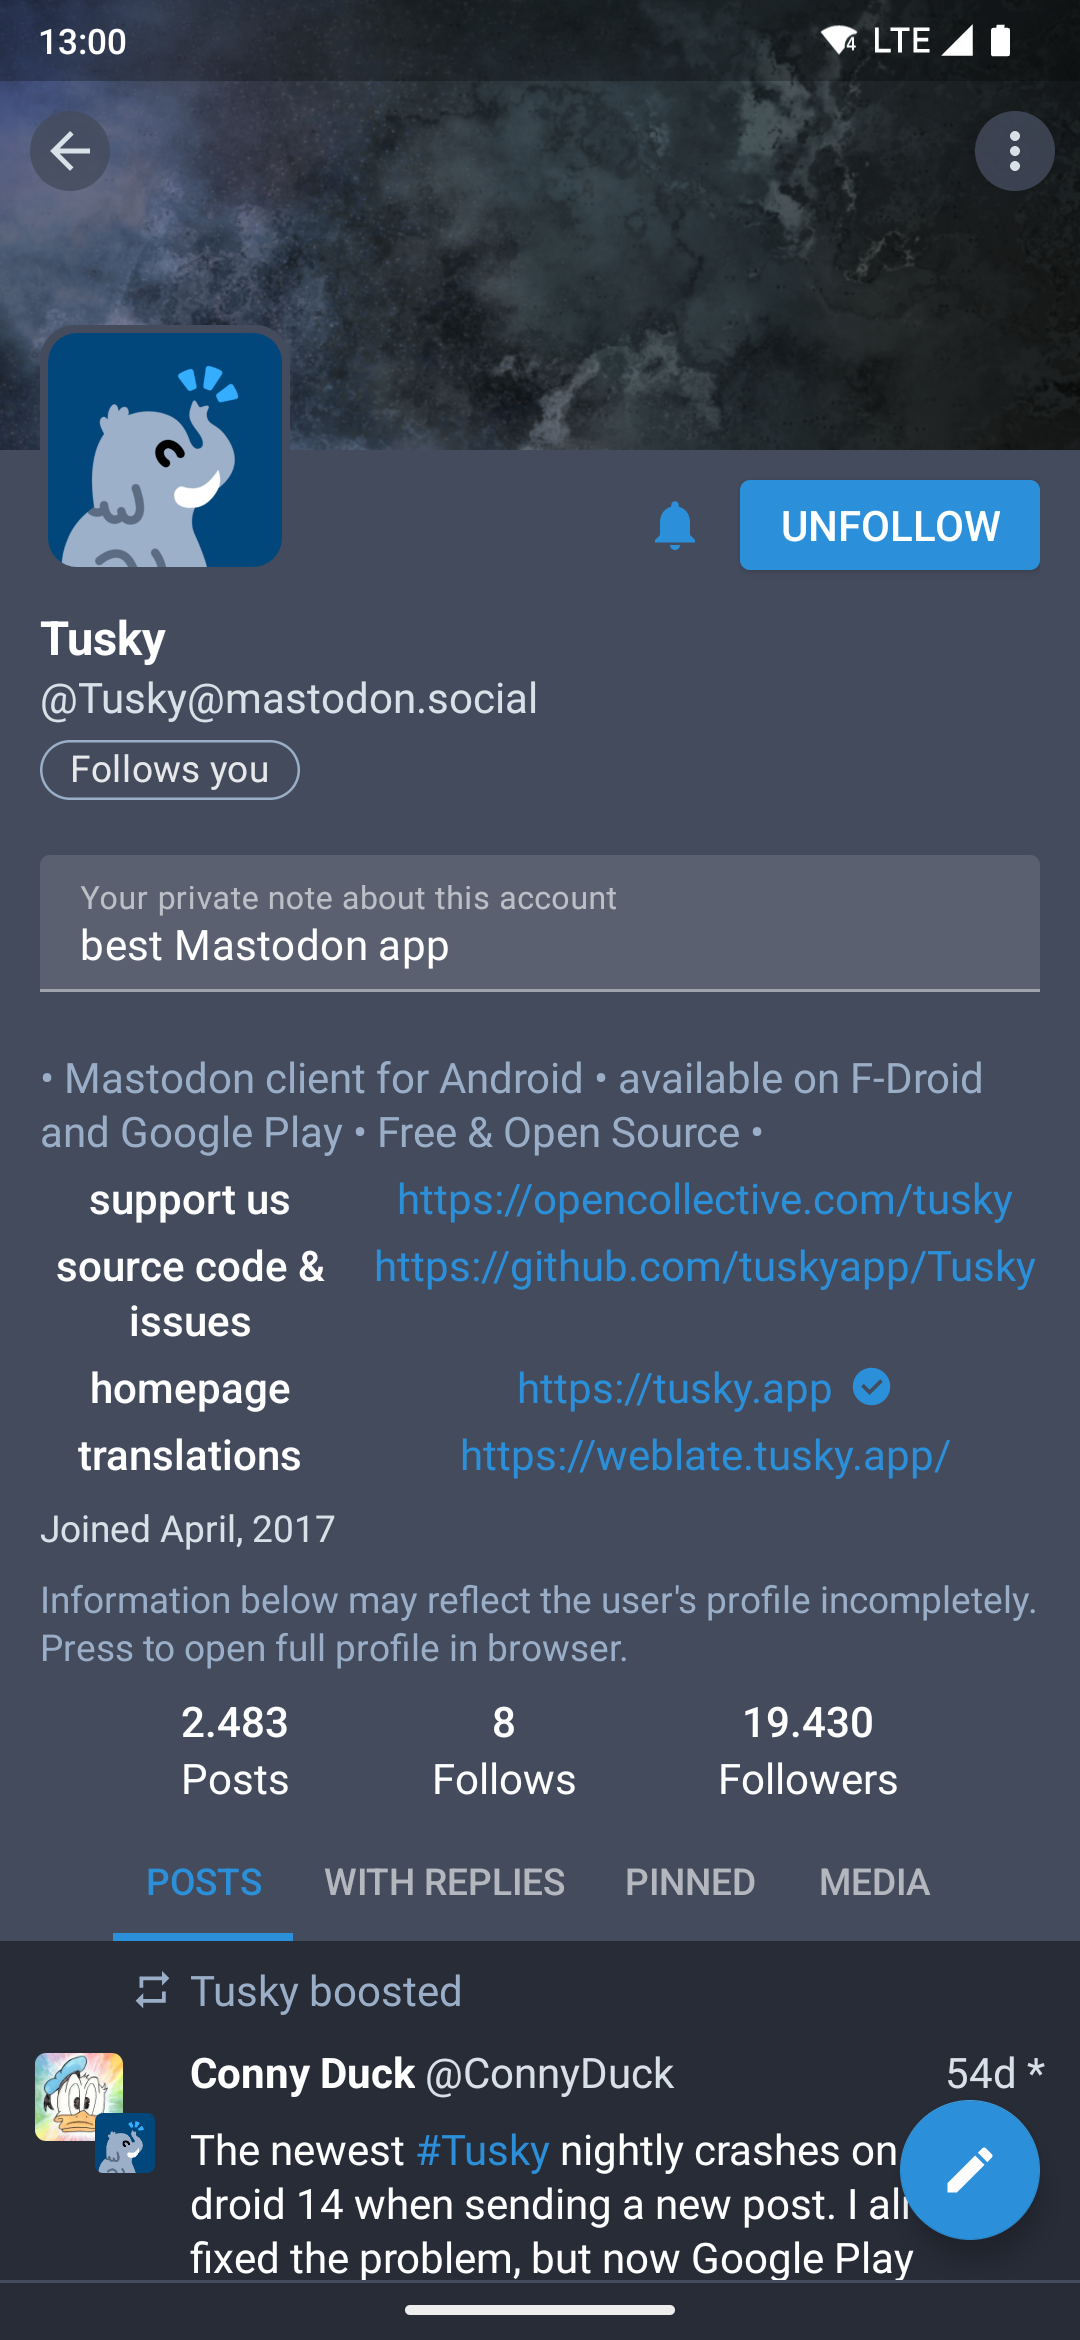 13:00
4 LTE
UNFOLLOW
Tusky
@Tusky@mastodon.social
Follows you
Your private note about this account
best Mastodon app
• Mastodon client for Android • available on F-Droid
and Google Play • Free & Open Source •
support us https://opencollective.com/tusky
source code & https://github.com/tuskyapp/Tusky
issues
homepage https://tusky.app
translations https://weblate.tusky.app/
Joined April, 2017
Information below may reflect the user's profile incompletely.
Press to open full profile in browser.
2.483 8 19.430
Posts Follows Followers
POSTS WITH REPLIES PINNED MEDIA
Tusky boosted
Conny Duck @ConnyDuck 54d *
The newest #Tusky nightly crashes on
droid 14 when sending a new post. I
fixed the problem, but now Google Play